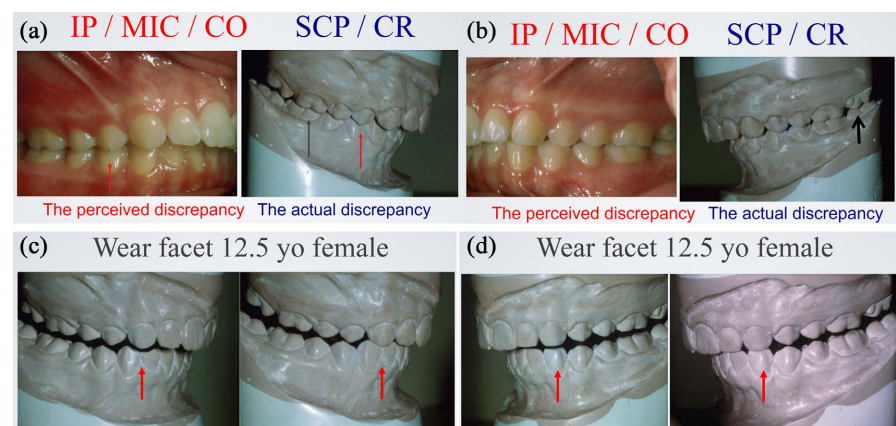 (a) IP / MIC / CO SCP / CR
The perceived discrepancy The actual discrepancy
(b) IP / MIC / CO SCP / CR
The perceived discrepancy The actual discrepancy
(c) Wear facet 12.5 yo female
(d) Wear facet 12.5 yo female